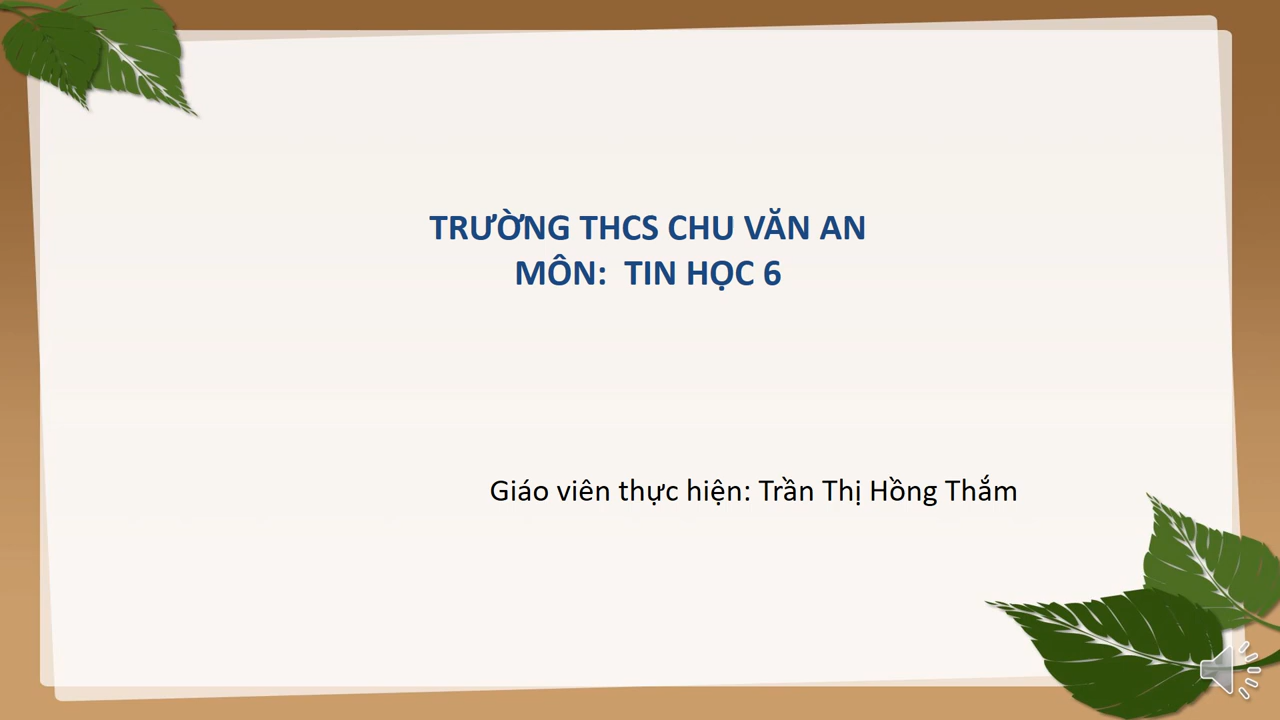 TRƯỜNG THCS CHU VĂN AN
MÔN:  TIN HỌC 6
Giáo viên thực hiện: Trần Thị Hồng Thắm